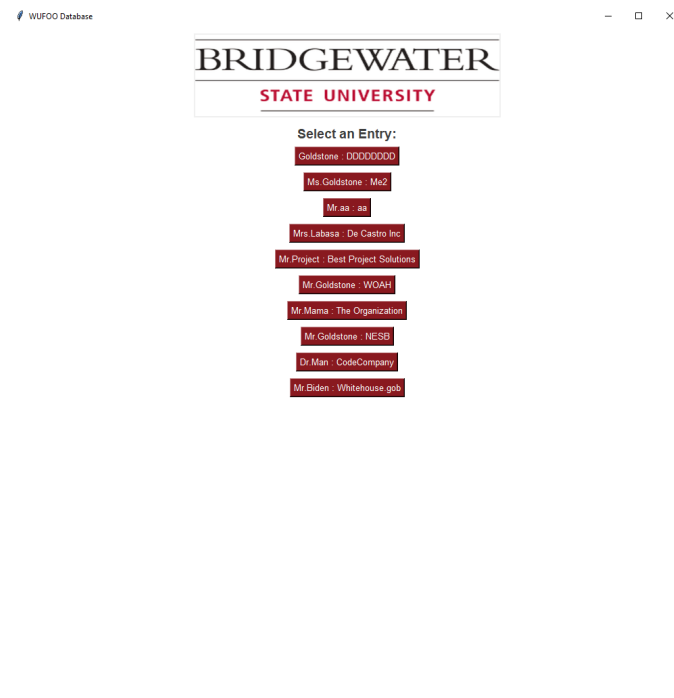 WUFOO Database
BRIDGEWATER
STATE UNIVERSITY
Select an Entry:
Goldstone : DDDDDDDD
Ms.Goldstone : Me2
Mr.aa : aa
Mrs.Labasa : De Castro Inc
Mr.Project : Best Project Solutions
Mr.Goldstone : WOAH
Mr.Mama : The Organization
Mr.Goldstone : NESB
Dr.Man : CodeCompany
Mr.Biden : Whitehouse.gob